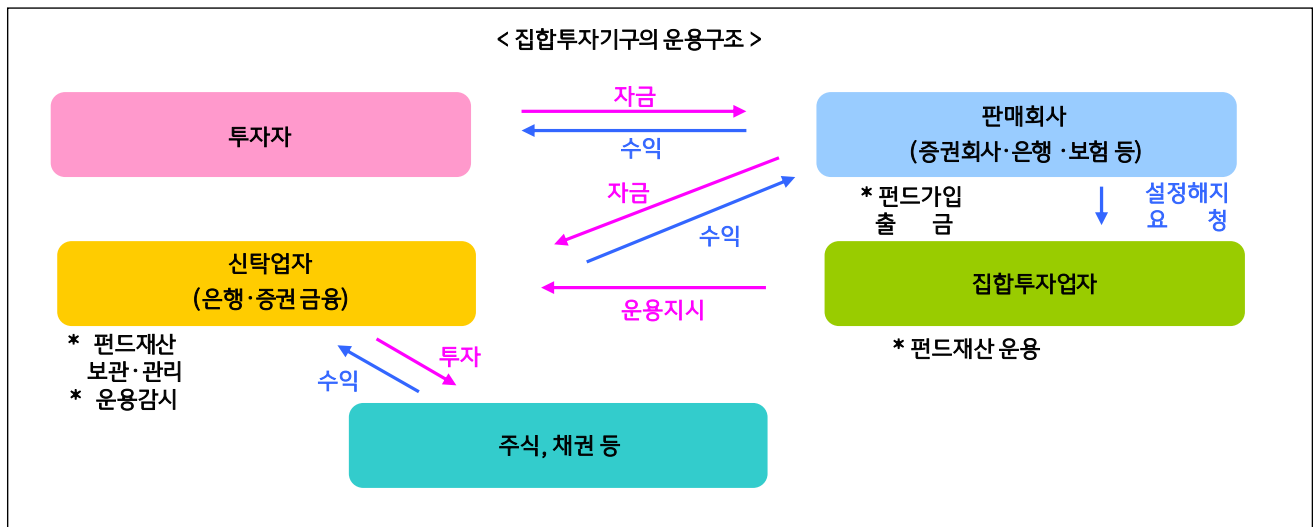 < 집합투자기구의 운용구조 >
자금
투자자
수익
판매회사
(증권회사·은행 ·보험 등)
자금
수익
* 펀드가입
출 금
설정해지
요 청
신탁업자
(은행·증권 금융)
운용지시
집합투자업자
* 펀드재산
보관·관리
* 운용감시
* 펀드재산 운용
수익
투자
주식, 채권 등